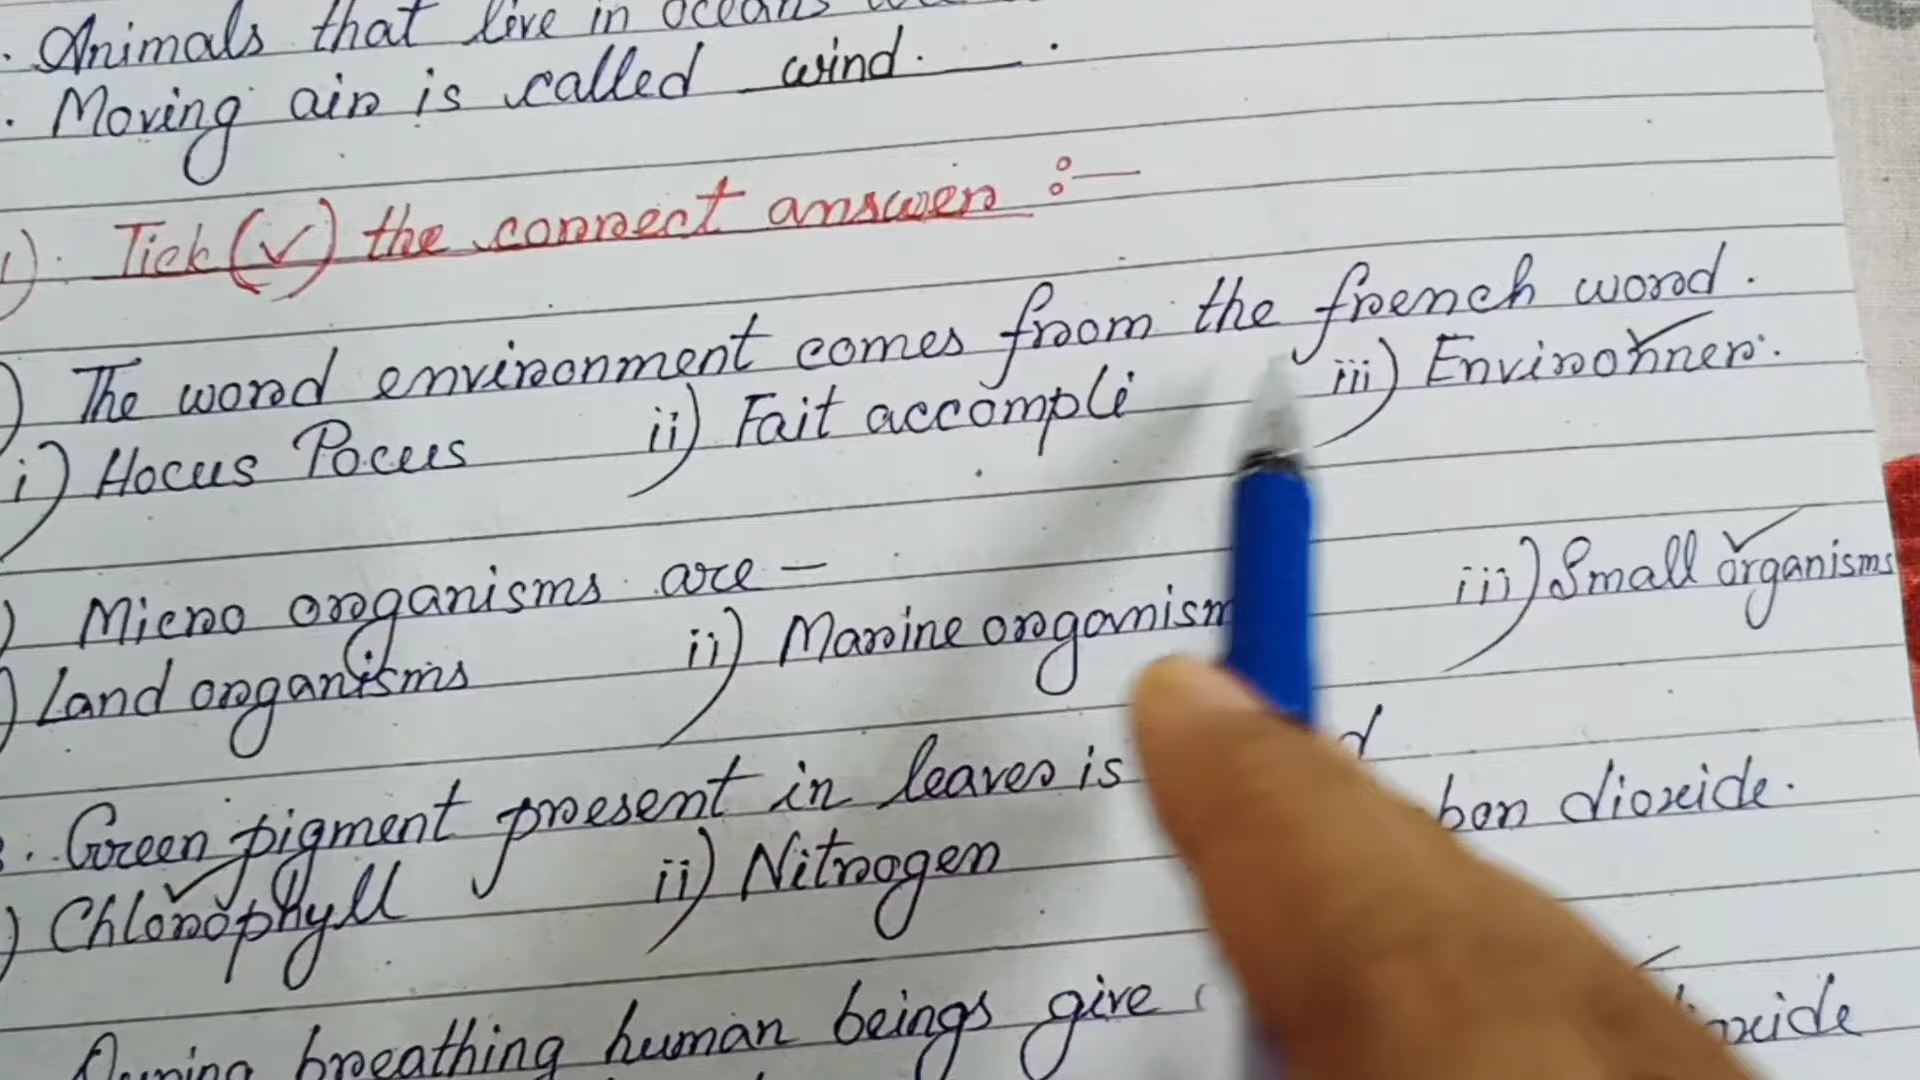 Animals that live in oceans
Moving air is called wind.
Tick (✓) the correct answer :-
The word environment comes from the french word.
i) Hocus Pocus ii) Fait accompli iii) Environner.
Micro organisms are -
Land organisms ii) Marine organism iii) Small organisms
Green pigment present in leaves is
Chlorophyll ii) Nitrogen dioxide.
During breathing human beings give